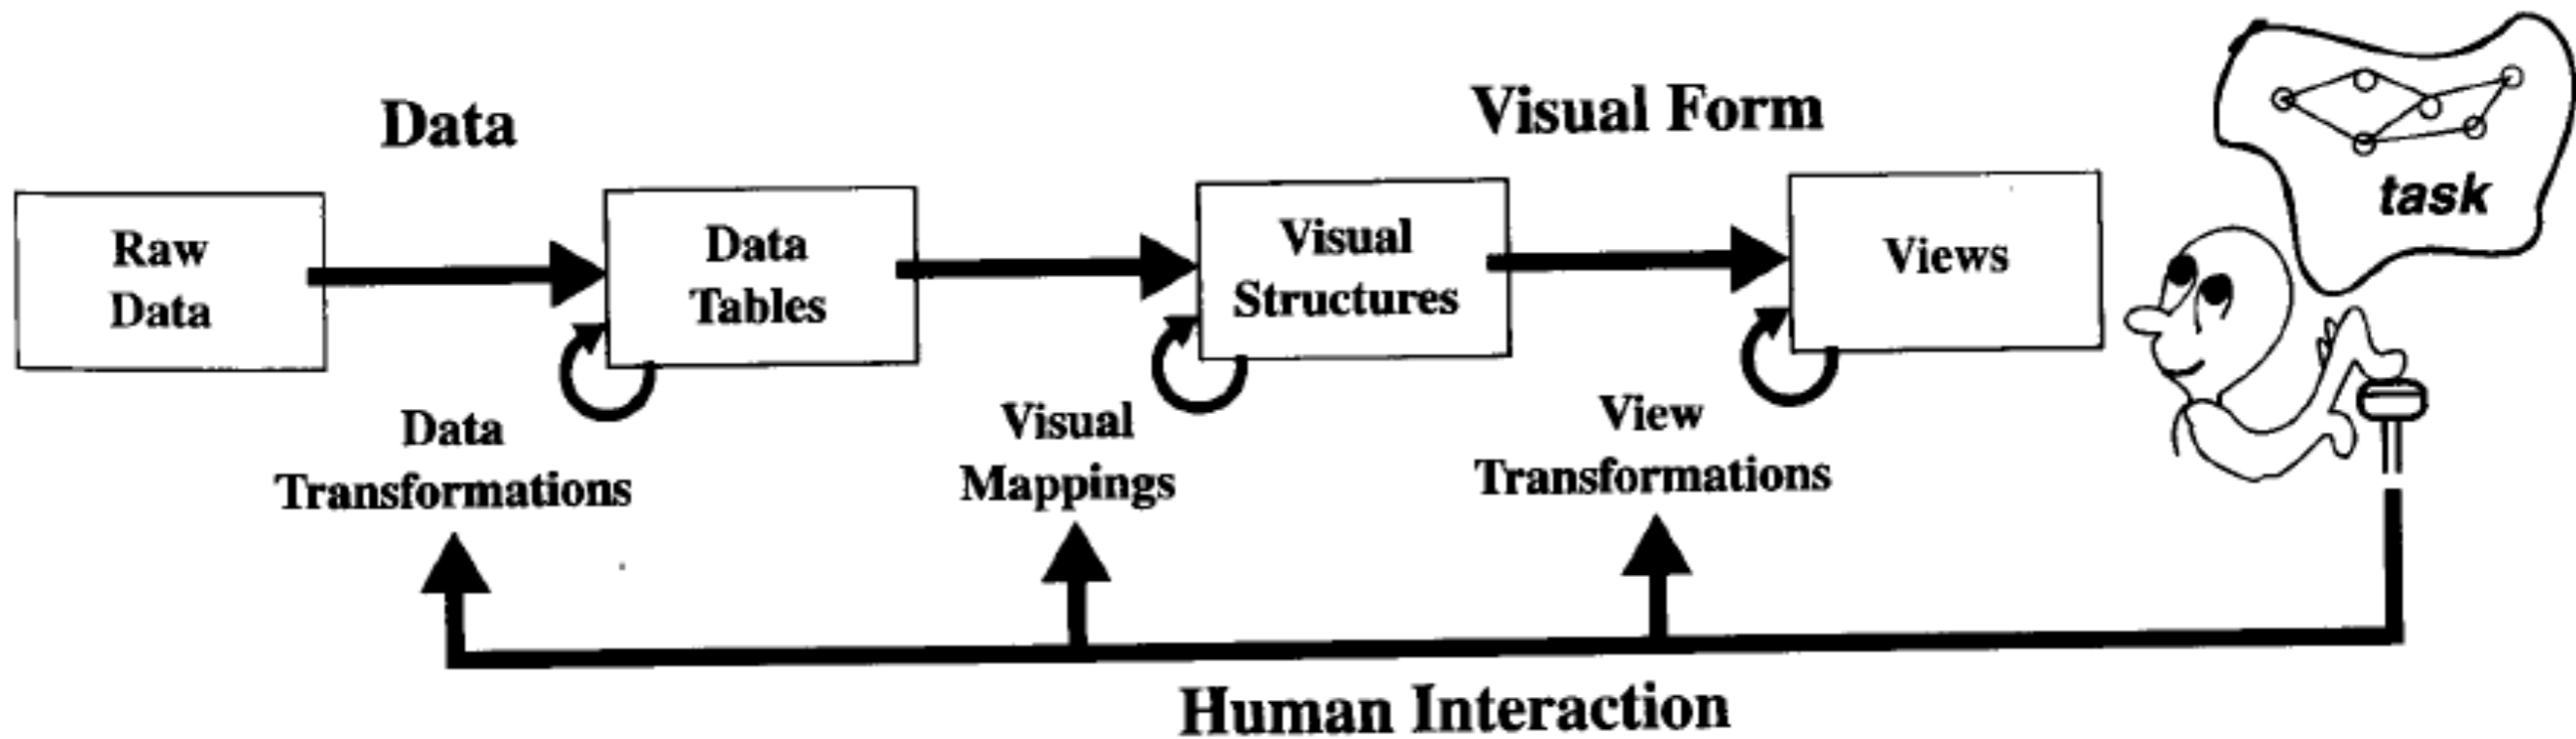 Data
Visual Form
Raw
Data
Data
Tables
Visual
Structures
Views
task
Data
Transformations
Visual
Mappings
View
Transformations
Human Interaction